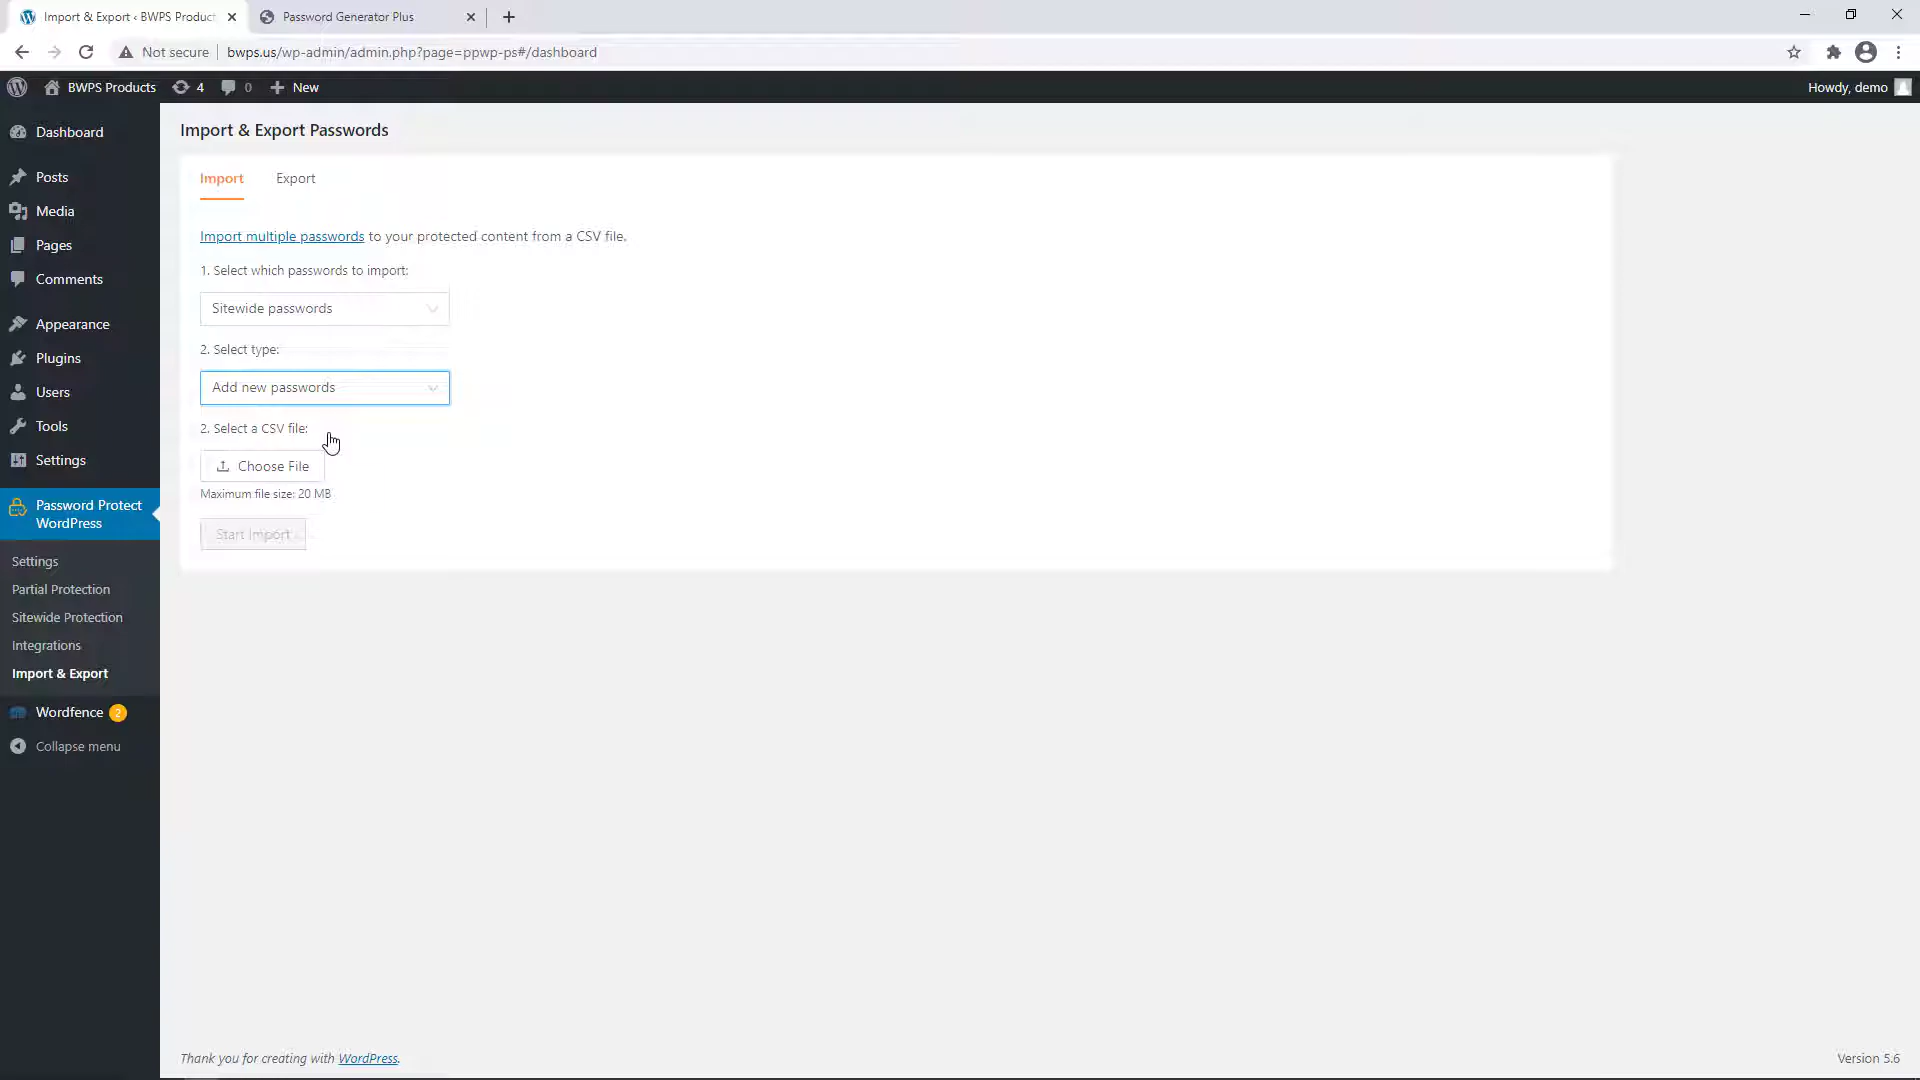 Import & Export ‹ BWPS Product
Password Generator Plus
Not secure
bwps.us/wp-admin/admin.php?page=ppwp-ps#/dashboard
BWPS Products
4
0
New
Howdy, demo
Dashboard
Posts
Media
Pages
Comments
Appearance
Plugins
Users
Tools
Settings
Password Protect
WordPress
Settings
Partial Protection
Sitewide Protection
Integrations
Import & Export
Wordfence 2
Collapse menu
Import & Export Passwords
Import
Export
Import multiple passwords to your protected content from a CSV file.
1. Select which passwords to import:
Sitewide passwords
2. Select type:
Add new passwords
2. Select a CSV file:
Choose File
Maximum file size: 20 MB
Start Import
Thank you for creating with WordPress.
Version 5.6